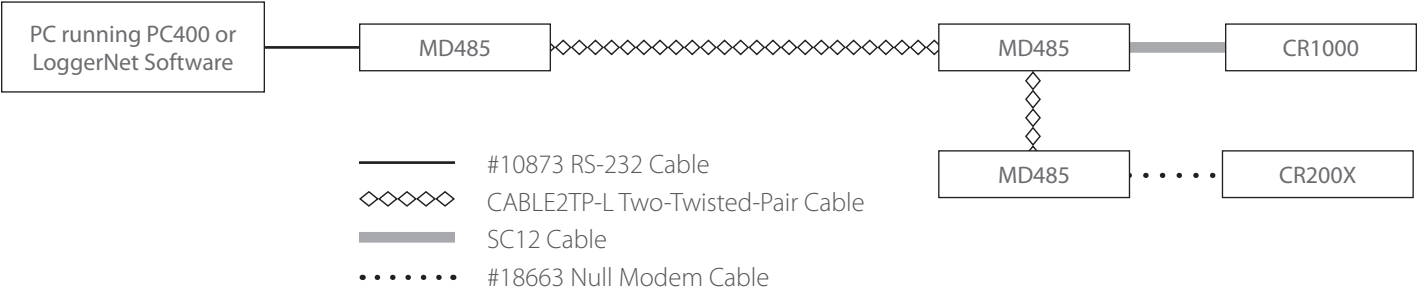 PC running PC400 or
LoggerNet Software
MD485
MD485
CR1000
MD485
CR200X
#10873 RS-232 Cable
CABLE2TP-L Two-Twisted-Pair Cable
SC12 Cable
#18663 Null Modem Cable